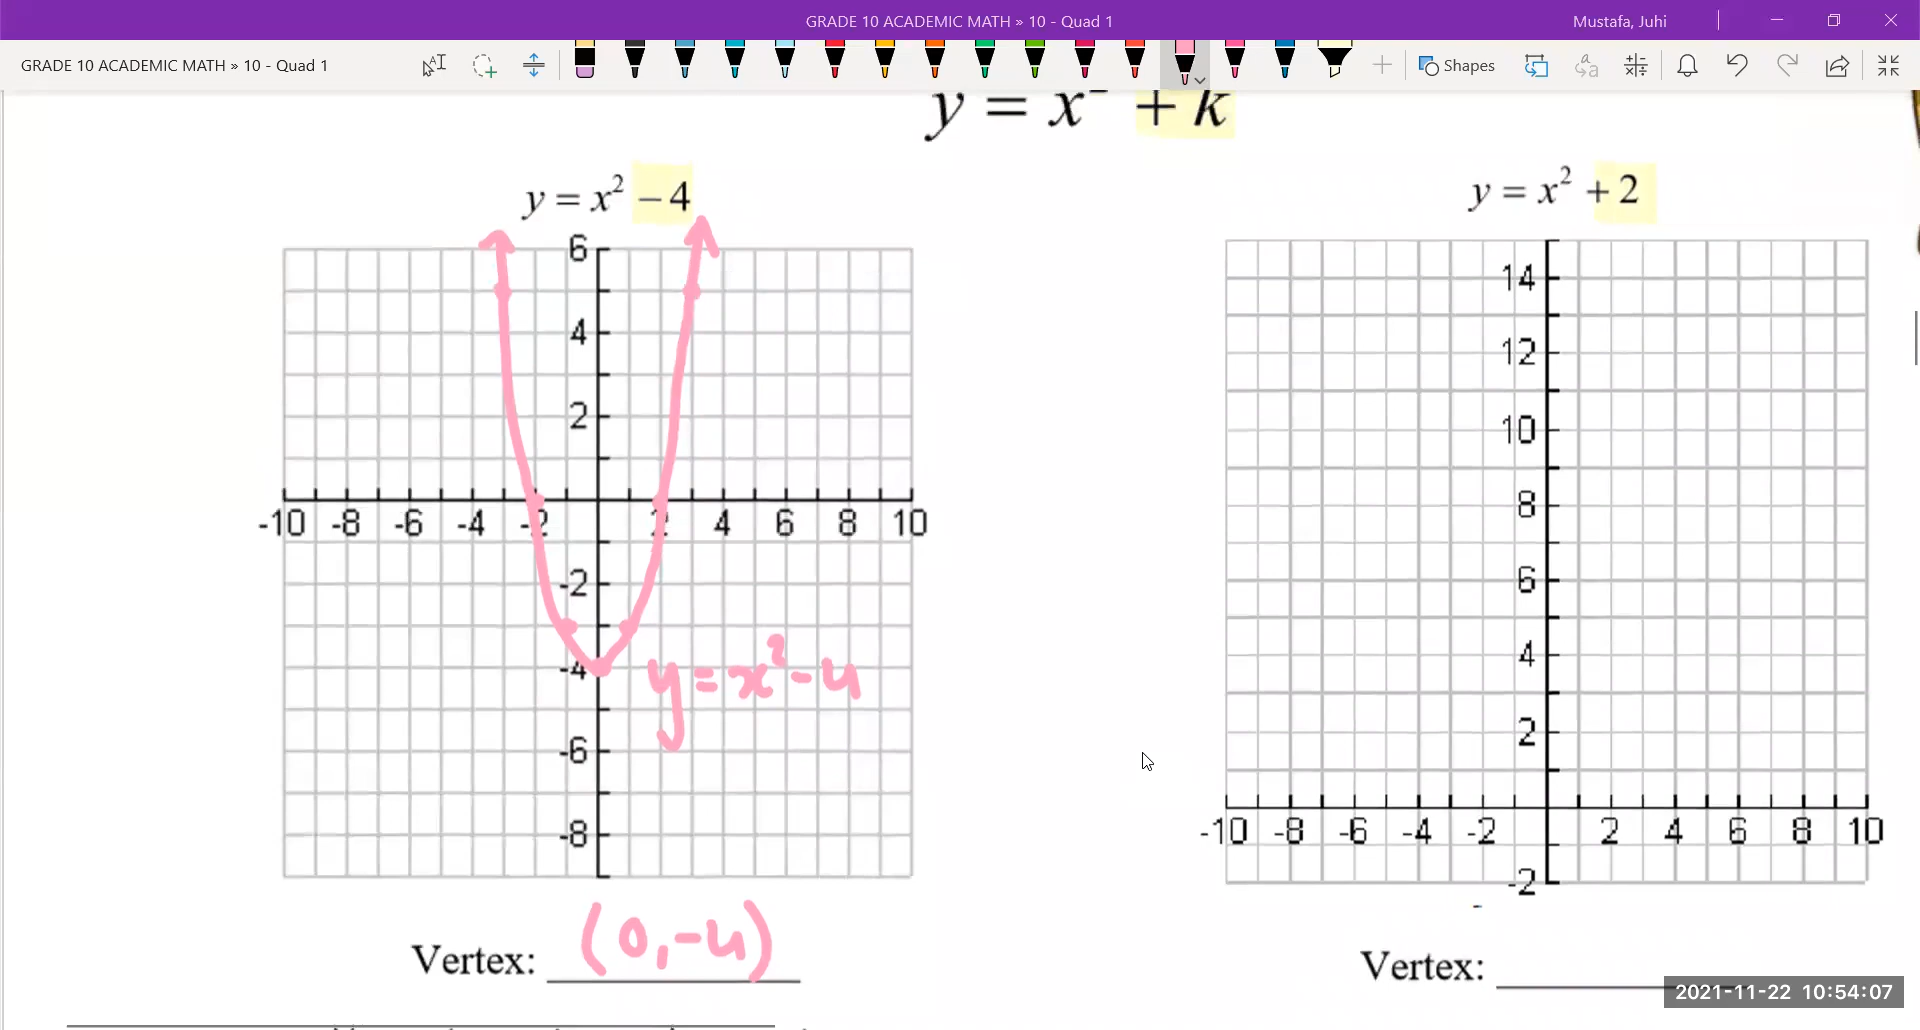 GRADE 10 ACADEMIC MATH » 10 - Quad 1
Mustafa, Juhi
GRADE 10 ACADEMIC MATH » 10 - Quad 1
Shapes
y = x² + k
y = x² – 4
y = x² + 2
6
4
2
-10 -8 -6 -4 -2 2 4 6 8 10
-2
-4
-6
-8
y = x² - 4
14
12
10
8
6
4
2
-10 -8 -6 -4 -2 2 4 6 8 10
-2
Vertex: (0, -4)
Vertex:
2021-11-22 10:54:07